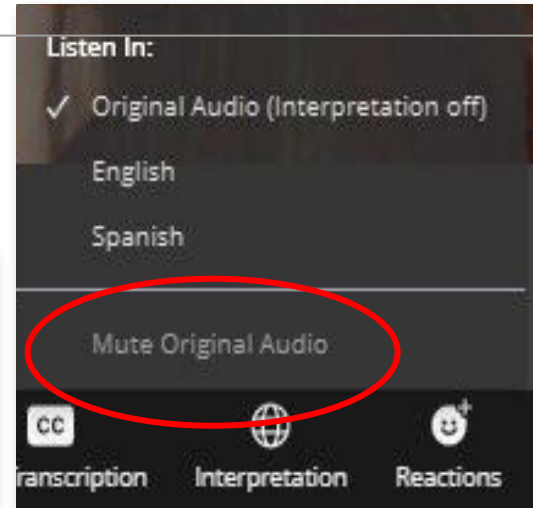 Listen In:
✓ Original Audio (Interpretation off)
English
Spanish
Mute Original Audio
CC
ranscription Interpretation Reactions